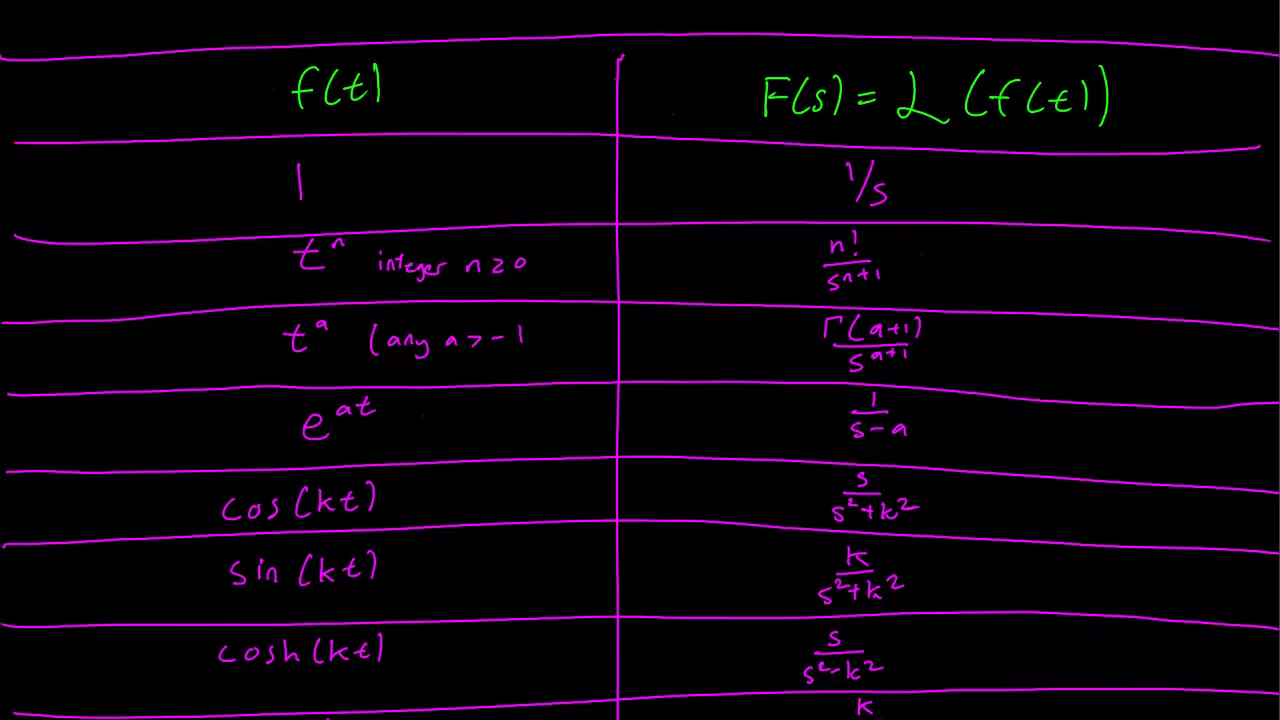 f(t) F(s) = ℒ(f(t))
1 1/s
t^n integer n ≥ 0 n!/s^(n+1)
t^a (any a > -1 Γ(a+1)/s^(a+1)
e^(at) 1/(s-a)
cos(kt) s/(s²+k²)
sin(kt) k/(s²+k²)
cosh(kt) s/(s²-k²)
k